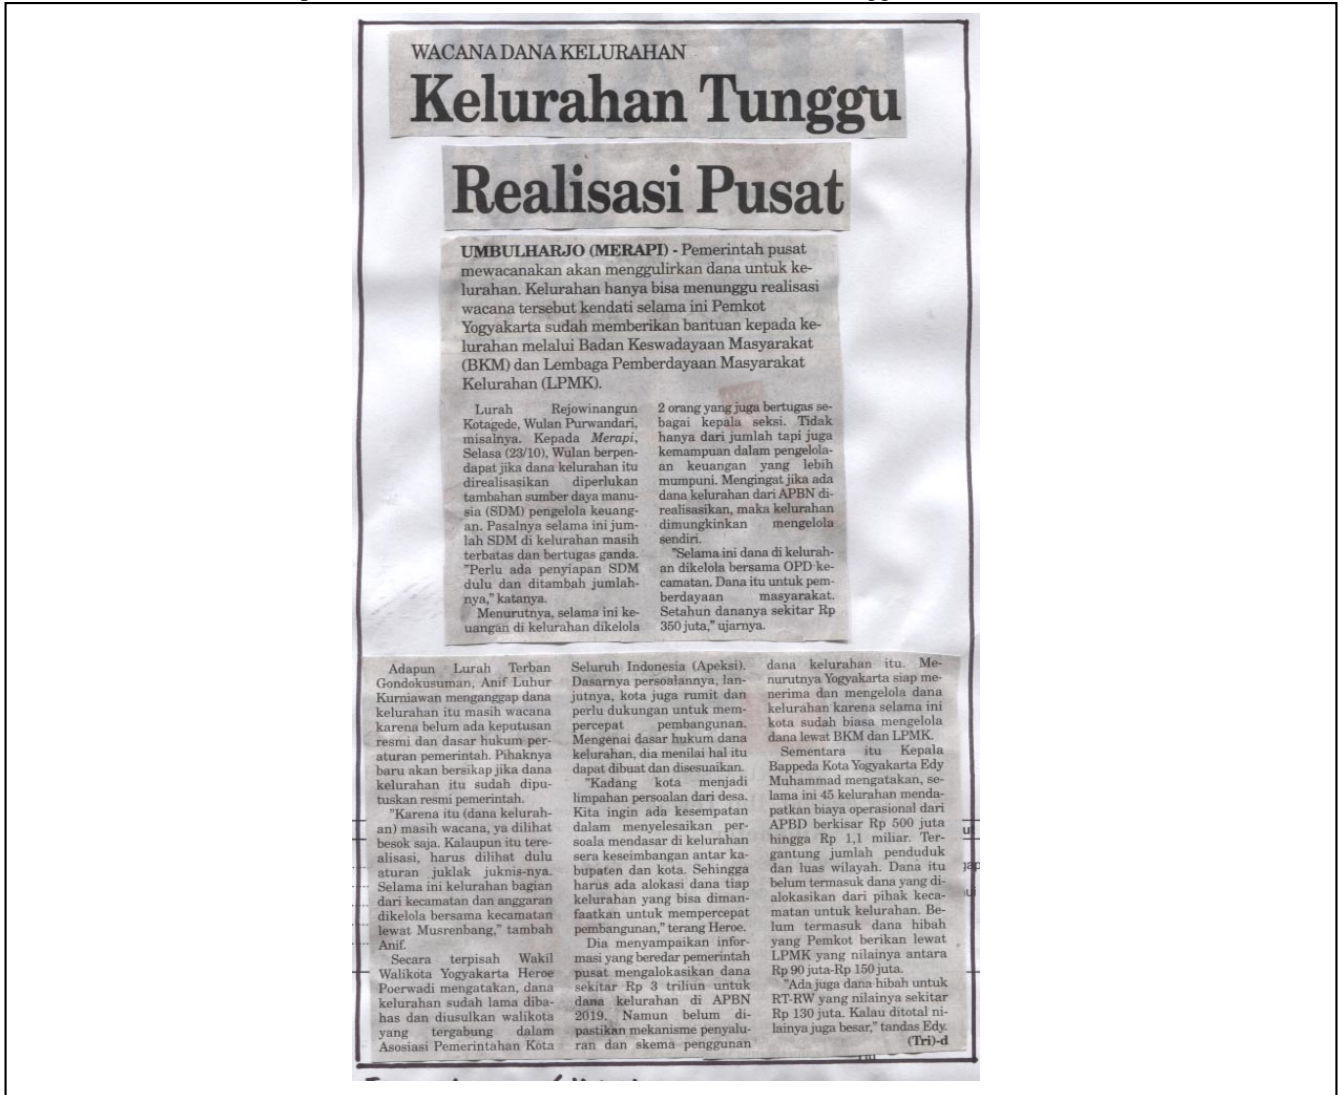 WACANA DANA KELURAHAN
Kelurahan Tunggu
Realisasi Pusat
UMBULHARJO (MERAPI) - Pemerintah pusat
mewacanakan akan menggulirkan dana untuk ke-
lurahan. Kelurahan hanya bisa menunggu realisasi
wacana tersebut kendati selama ini Pemkot
Yogyakarta sudah memberikan bantuan kepada ke-
lurahan melalui Badan Keswadayaan Masyarakat
(BKM) dan Lembaga Pemberdayaan Masyarakat
Kelurahan (LPMK).
Lurah Rejowinangun
Kotagede, Wulan Purwandari,
misalnya. Kepada Merapi,
Selasa (23/10), Wulan berpen-
dapat jika dana kelurahan itu
direalisasikan diperlukan
tambahan sumber daya manu-
sia (SDM) pengelola keuang-
an. Pasalnya selama ini jum-
lah SDM di kelurahan masih
terbatas dan bertugas ganda.
"Perlu ada penyiapan SDM
dulu dan ditambah jumlah-
nya," katanya.
Menurutnya, selama ini ke-
uangan di kelurahan dikelola
2 orang yang juga bertugas se-
bagai kepala seksi. Tidak
hanya dari jumlah tapi juga
kemampuan dalam pengelola-
an keuangan yang lebih
mumpuni. Mengingat jika ada
dana kelurahan dari APBN di-
realisasikan, maka kelurahan
dimungkinkan mengelola
sendiri.
"Selama ini dana di kelurah-
an dikelola bersama OPD ke-
camatan. Dana itu untuk pem-
berdayaan masyarakat.
Setahun dananya sekitar Rp
350 juta," ujarnya.
Adapun Lurah Terban
Gondokusuman, Anif Luhur
Kurniawan menganggap dana
kelurahan itu masih wacana
karena belum ada keputusan
resmi dan dasar hukum per-
aturan pemerintah. Pihaknya
baru akan bersikap jika dana
kelurahan itu sudah dipu-
tuskan resmi pemerintah.
"Karena itu (dana kelurah-
an) masih wacana, ya dilihat
besok saja. Kalaupun itu tere-
alisasi, harus dilihat dulu
aturan juklak juknis-nya.
Selama ini kelurahan bagian
dari kecamatan dan anggaran
dikelola bersama kecamatan
lewat Musrenbang," tambah
Anif.
Secara terpisah Wakil
Walikota Yogyakarta Heroe
Poerwadi mengatakan, dana
kelurahan sudah lama diba-
has dan diusulkan walikota
yang tergabung dalam
Asosiasi Pemerintahan Kota
Seluruh Indonesia (Apeksi).
Dasarnya persoalannya, lan-
jutnya, kota juga rumit dan
perlu dukungan untuk mem-
percepat pembangunan.
Mengenai dasar hukum dana
kelurahan, dia menilai hal itu
dapat dibuat dan disesuaikan.
"Kadang kota menjadi
limpahan persoalan dari desa.
Kita ingin ada kesempatan
dalam menyelesaikan per-
soala mendasar di kelurahan
sera keseimbangan antar ka-
bupaten dan kota. Sehingga
harus ada alokasi dana tiap
kelurahan yang bisa diman-
faatkan untuk mempercepat
pembangunan," terang Heroe.
Dia menyampaikan infor-
masi yang beredar pemerintah
pusat mengalokasikan dana
sekitar Rp 3 triliun untuk
dana kelurahan di APBN
2019. Namun belum di-
pastikan mekanisme penyalu-
ran dan skema penggunan
dana kelurahan itu. Me-
nurutnya Yogyakarta siap me-
nerima dan mengelola dana
kelurahan karena selama ini
kota sudah biasa mengelola
dana lewat BKM dan LPMK.
Sementara itu Kepala
Bappeda Kota Yogyakarta Edy
Muhammad mengatakan, se-
lama ini 45 kelurahan menda-
patkan biaya operasional dari
APBD berkisar Rp 500 juta
hingga Rp 1,1 miliar. Ter-
gantung jumlah penduduk
dan luas wilayah. Dana itu
belum termasuk dana yang di-
alokasikan dari pihak keca-
matan untuk kelurahan. Be-
lum termasuk dana hibah
yang Pemkot berikan lewat
LPMK yang nilainya antara
Rp 90 juta-Rp 150 juta.
"Ada juga dana hibah untuk
RT-RW yang nilainya sekitar
Rp 130 juta. Kalau ditotal ni-
lainya juga besar," tandas Edy.
(Tri)-d